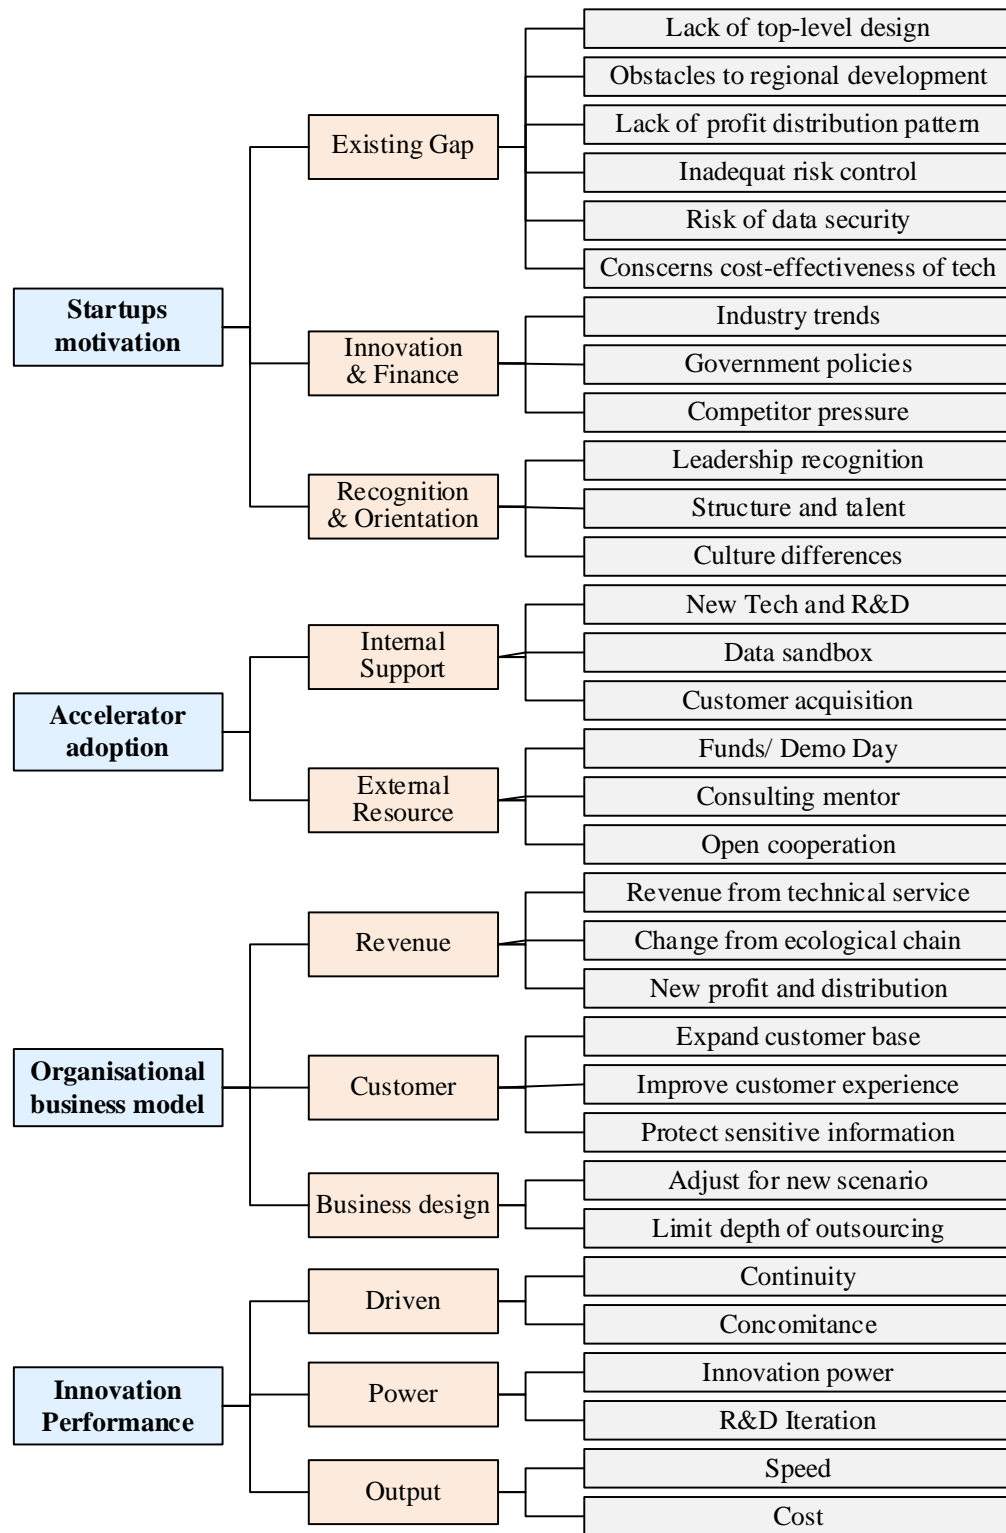 Startups
motivation
Existing Gap
Lack of top-level design
Obstacles to regional development
Lack of profit distribution pattern
Inadequat risk control
Risk of data security
Conscerns cost-effectiveness of tech
Innovation
& Finance
Industry trends
Government policies
Competitor pressure
Recognition
& Orientation
Leadership recognition
Structure and talent
Culture differences
Accelerator
adoption
Internal
Support
New Tech and R&D
Data sandbox
Customer acquisition
External
Resource
Funds/ Demo Day
Consulting mentor
Open cooperation
Organisational
business model
Revenue
Revenue from technical service
Change from ecological chain
New profit and distribution
Customer
Expand customer base
Improve customer experience
Protect sensitive information
Business design
Adjust for new scenario
Limit depth of outsourcing
Innovation
Performance
Driven
Continuity
Concomitance
Power
Innovation power
R&D Iteration
Output
Speed
Cost